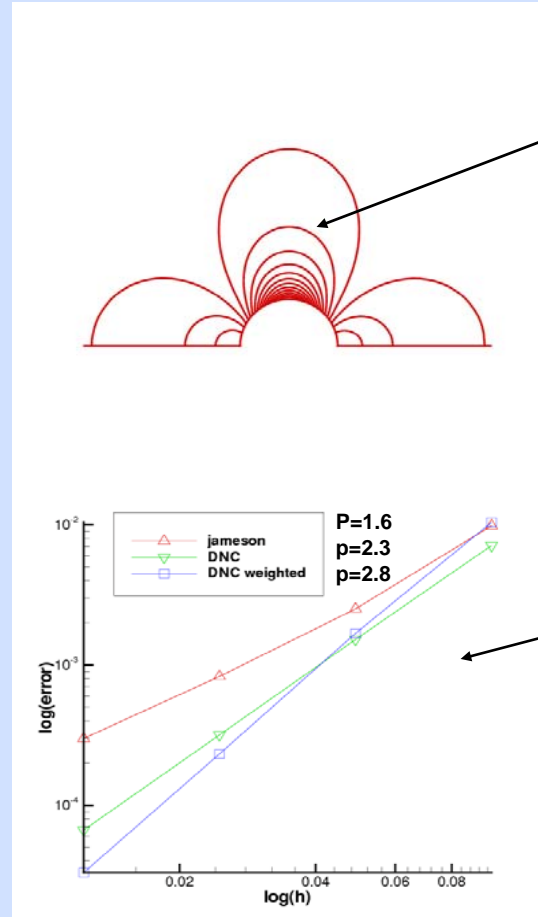 10-2
jameson
DNC
DNC weighted
P=1.6
p=2.3
p=2.8
10-3
10-4
log(error)
0.02
0.04
0.06
0.08
log(h)